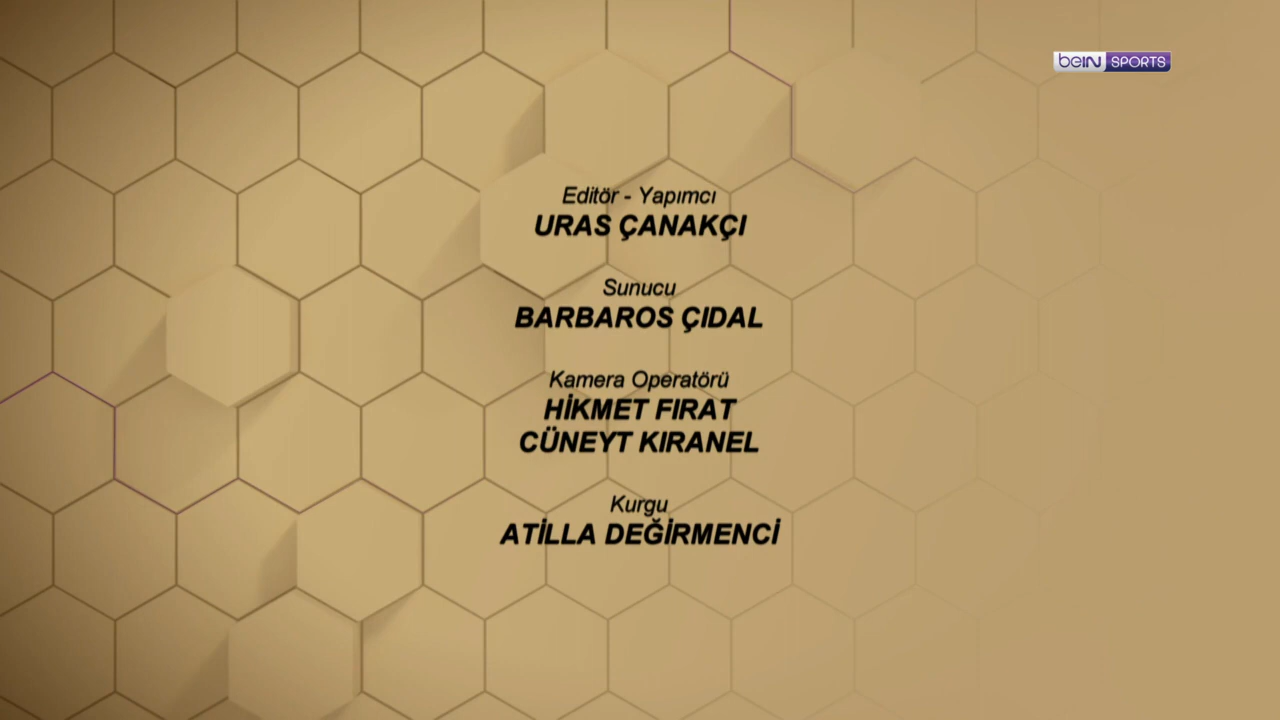 beIN SPORTS
Editör - Yapımcı
URAS ÇANAKÇI
Sunucu
BARBAROS ÇIDAL
Kamera Operatörü
HİKMET FIRAT
CÜNEYT KIRANEL
Kurgu
ATİLLA DEĞİRMENCİ